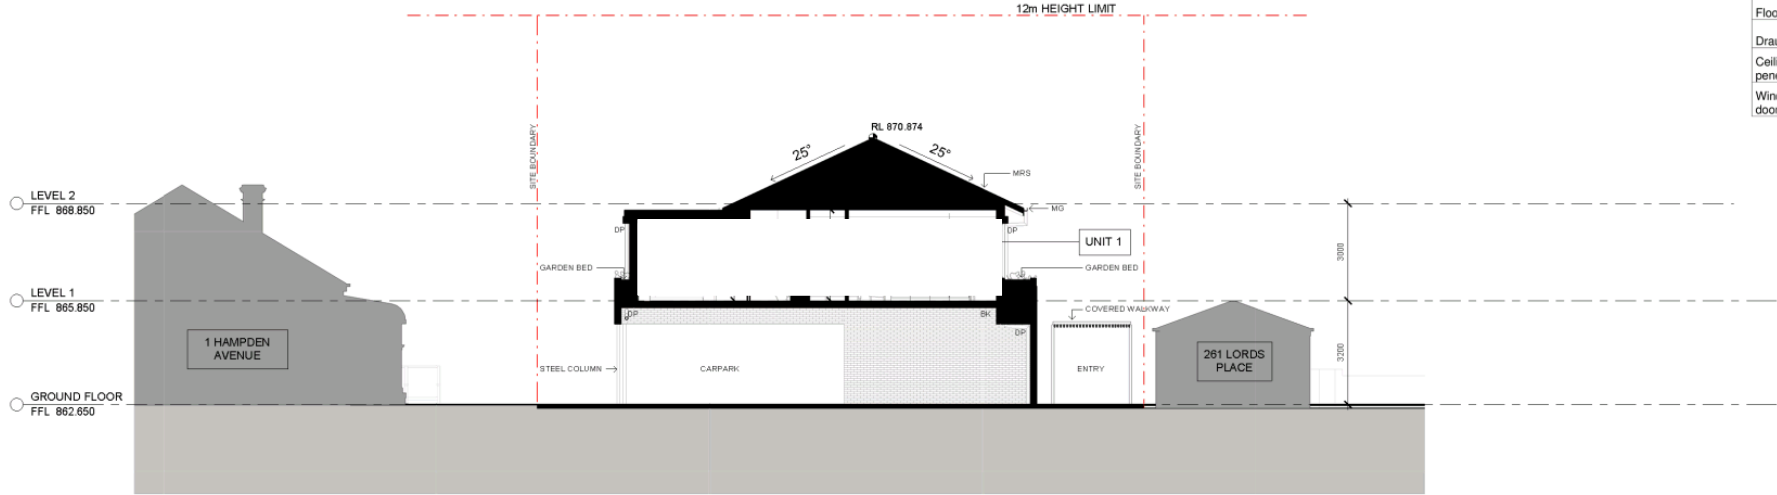 12m HEIGHT LIMIT
SITE BOUNDARY
SITE BOUNDARY
RL 870.874
25°
25°
MRS
LEVEL 2
FFL 868.850
MG
DP
DP
UNIT 1
3000
GARDEN BED
GARDEN BED
LEVEL 1
FFL 865.850
DP
BK
COVERED WALKWAY
DP
1 HAMPDEN
AVENUE
261 LORDS
PLACE
3200
STEEL COLUMN
CARPARK
ENTRY
GROUND FLOOR
FFL 862.650